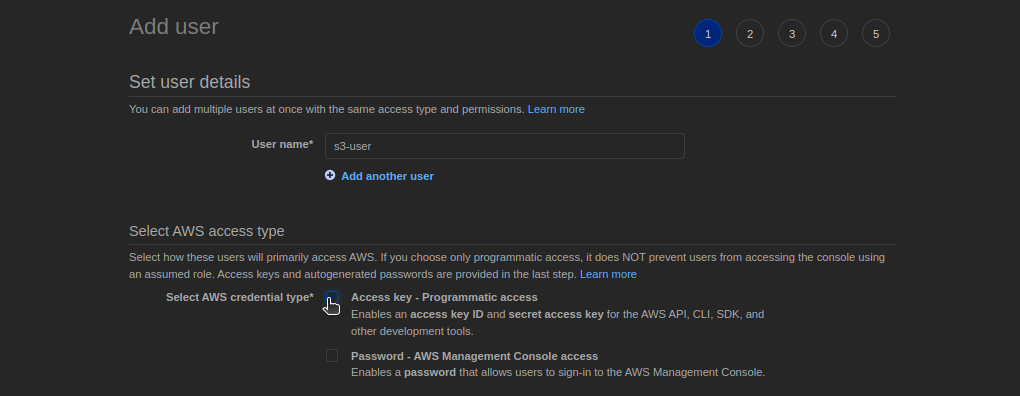 Add user
1 2 3 4 5
Set user details
You can add multiple users at once with the same access type and permissions. Learn more
User name* s3-user
Add another user
Select AWS access type
Select how these users will primarily access AWS. If you choose only programmatic access, it does NOT prevent users from accessing the console using
an assumed role. Access keys and autogenerated passwords are provided in the last step. Learn more
Select AWS credential type* Access key - Programmatic access
Enables an access key ID and secret access key for the AWS API, CLI, SDK, and
other development tools.
Password - AWS Management Console access
Enables a password that allows users to sign-in to the AWS Management Console.